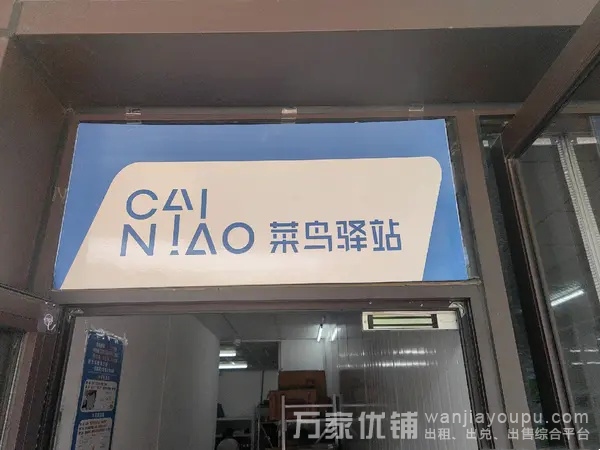 CAI
NIAO 菜鸟驿站
万家优铺 wanjiayoupu.com
出租、出兑、出售综合平台